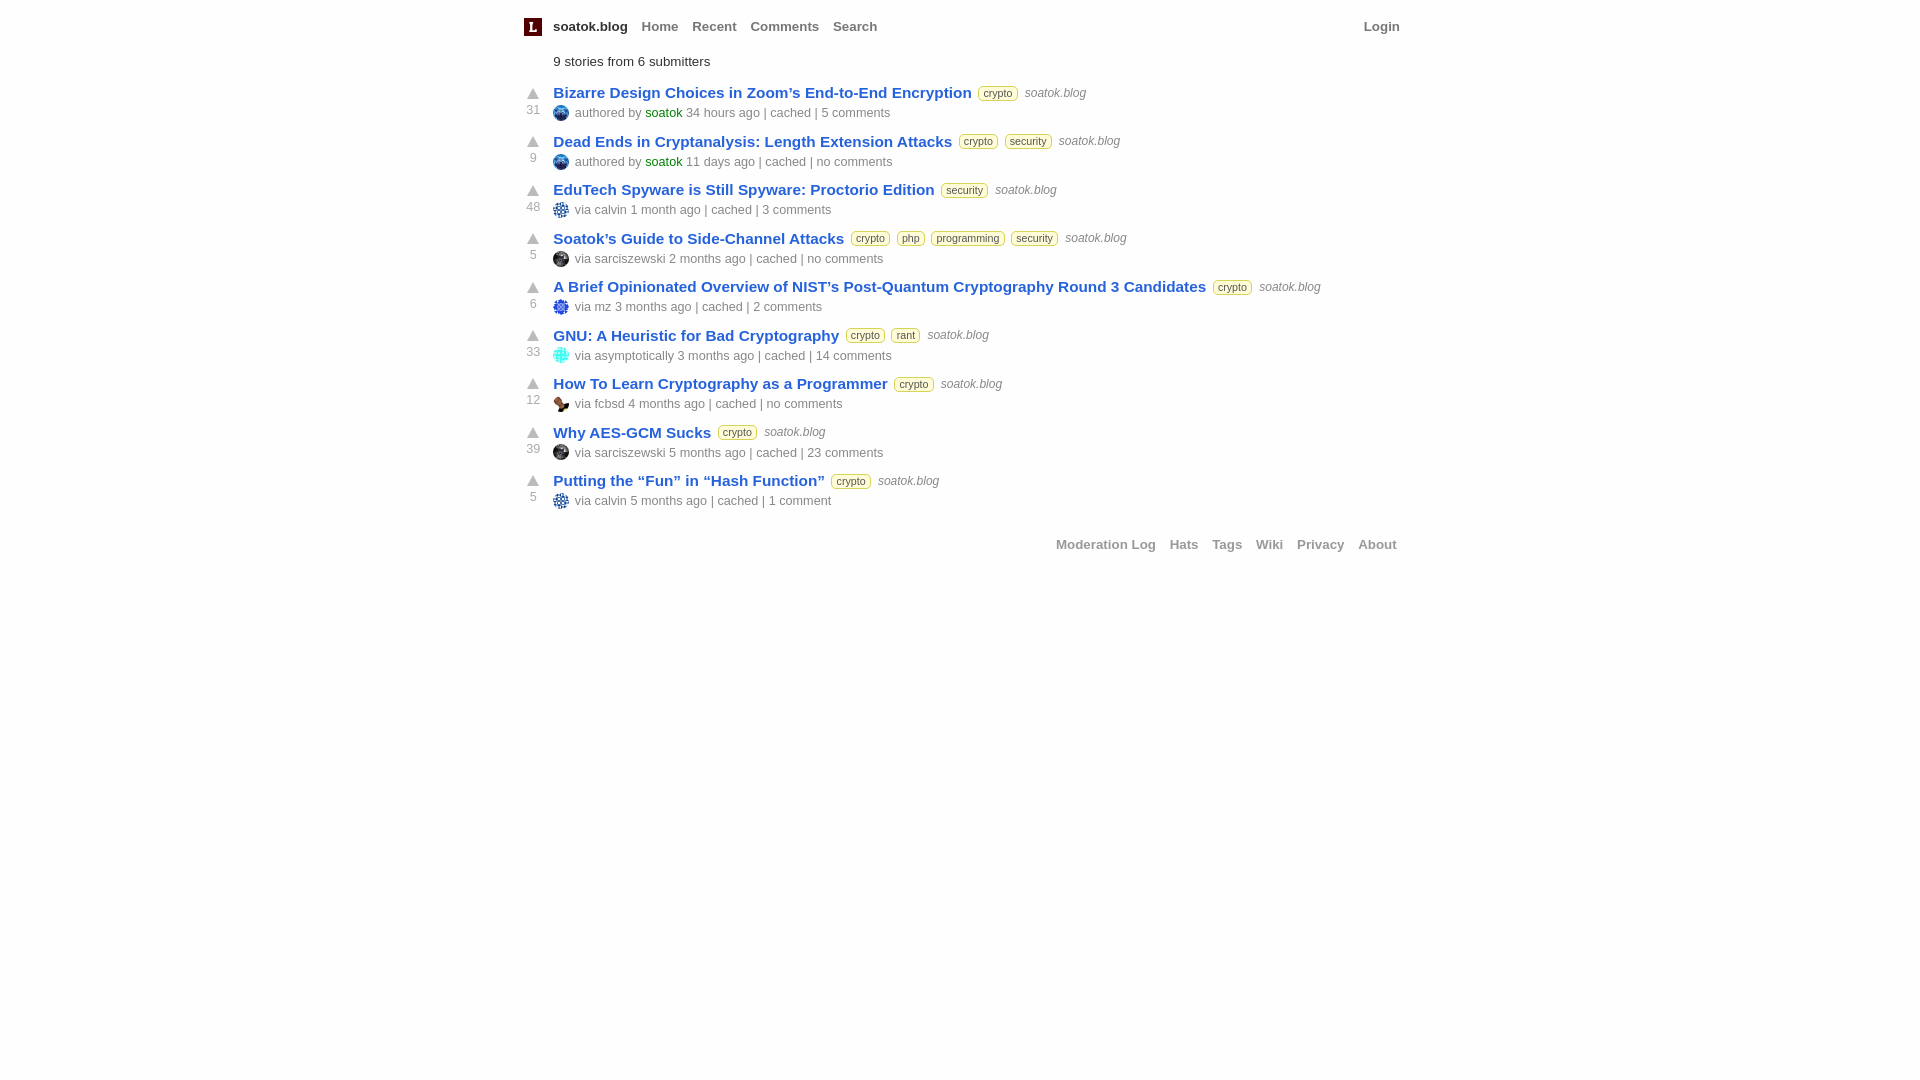 L soatok.blog Home Recent Comments Search Login
9 stories from 6 submitters
Bizarre Design Choices in Zoom’s End-to-End Encryption crypto soatok.blog
31 authored by soatok 34 hours ago | cached | 5 comments
Dead Ends in Cryptanalysis: Length Extension Attacks crypto security soatok.blog
9 authored by soatok 11 days ago | cached | no comments
EduTech Spyware is Still Spyware: Proctorio Edition security soatok.blog
48 via calvin 1 month ago | cached | 3 comments
Soatok’s Guide to Side-Channel Attacks crypto php programming security soatok.blog
5 via sarciszewski 2 months ago | cached | no comments
A Brief Opinionated Overview of NIST’s Post-Quantum Cryptography Round 3 Candidates crypto soatok.blog
6 via mz 3 months ago | cached | 2 comments
GNU: A Heuristic for Bad Cryptography crypto rant soatok.blog
33 via asymptotically 3 months ago | cached | 14 comments
How To Learn Cryptography as a Programmer crypto soatok.blog
12 via fcbsd 4 months ago | cached | no comments
Why AES-GCM Sucks crypto soatok.blog
39 via sarciszewski 5 months ago | cached | 23 comments
Putting the “Fun” in “Hash Function” crypto soatok.blog
5 via calvin 5 months ago | cached | 1 comment
Moderation Log Hats Tags Wiki Privacy About